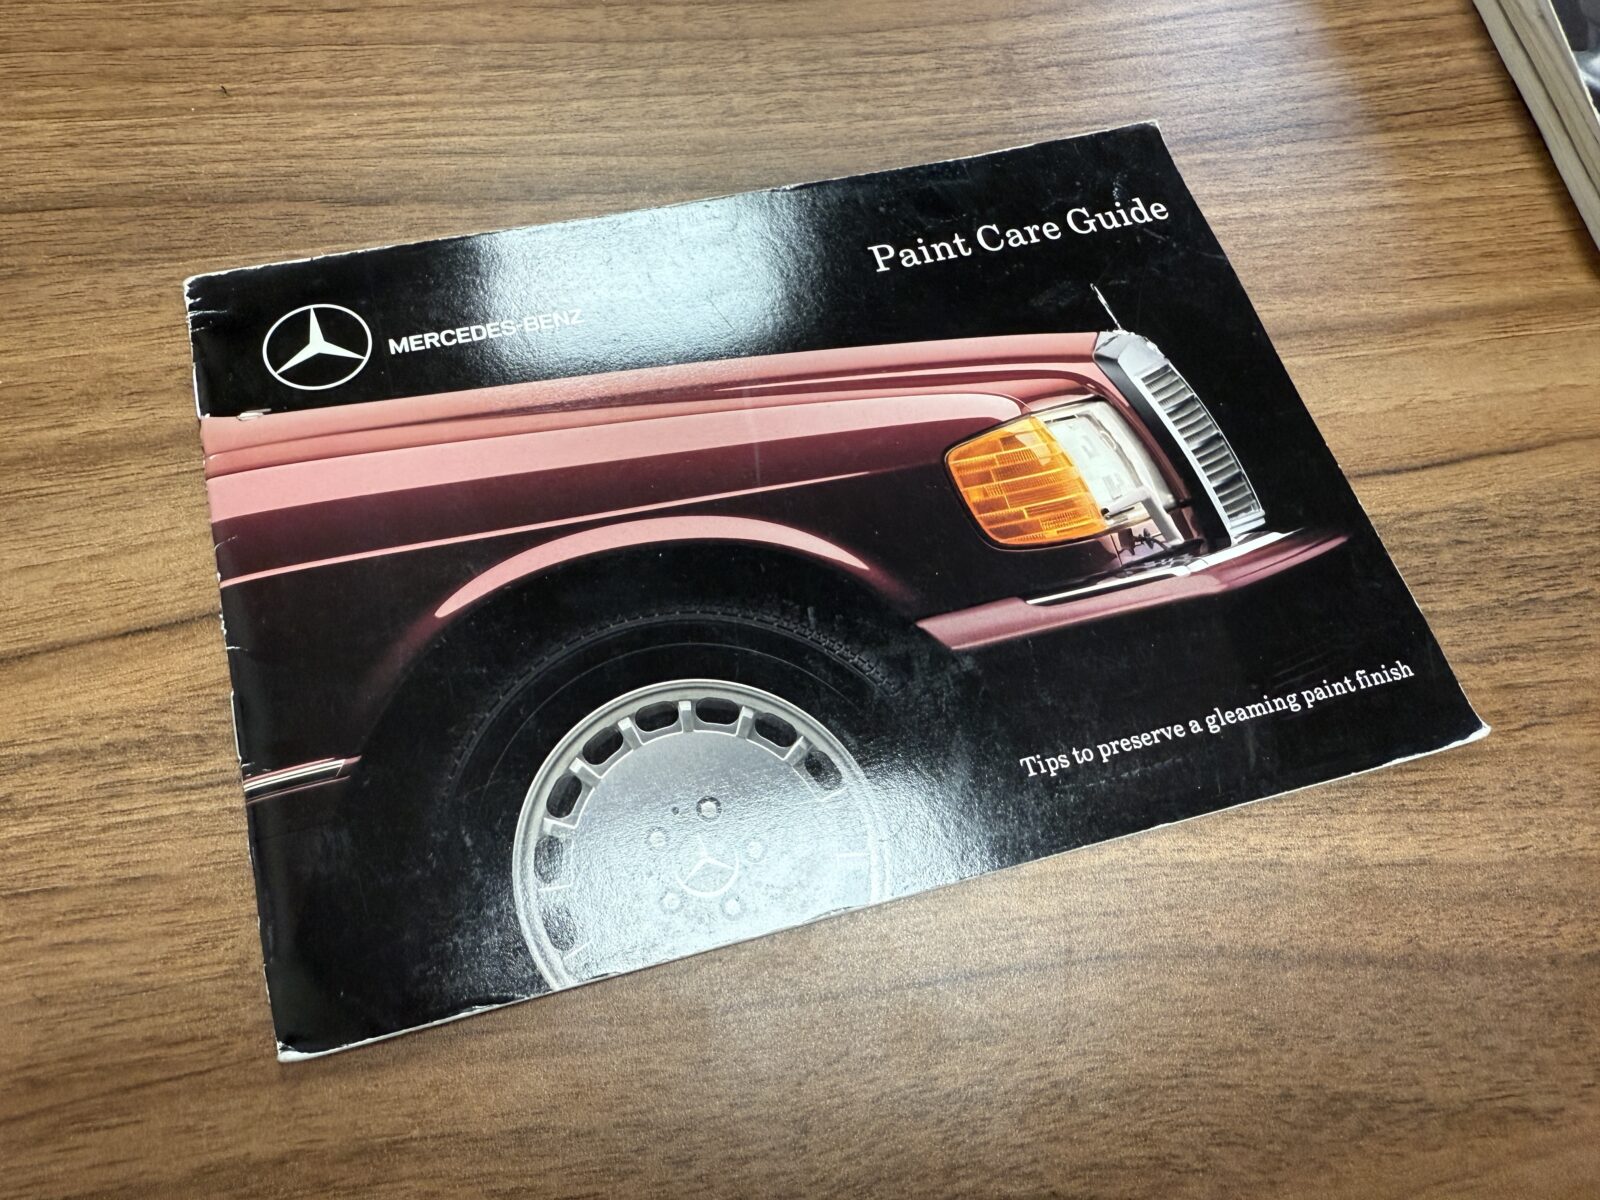 Paint Care Guide
MERCEDES-BENZ
Tips to preserve a gleaming paint finish